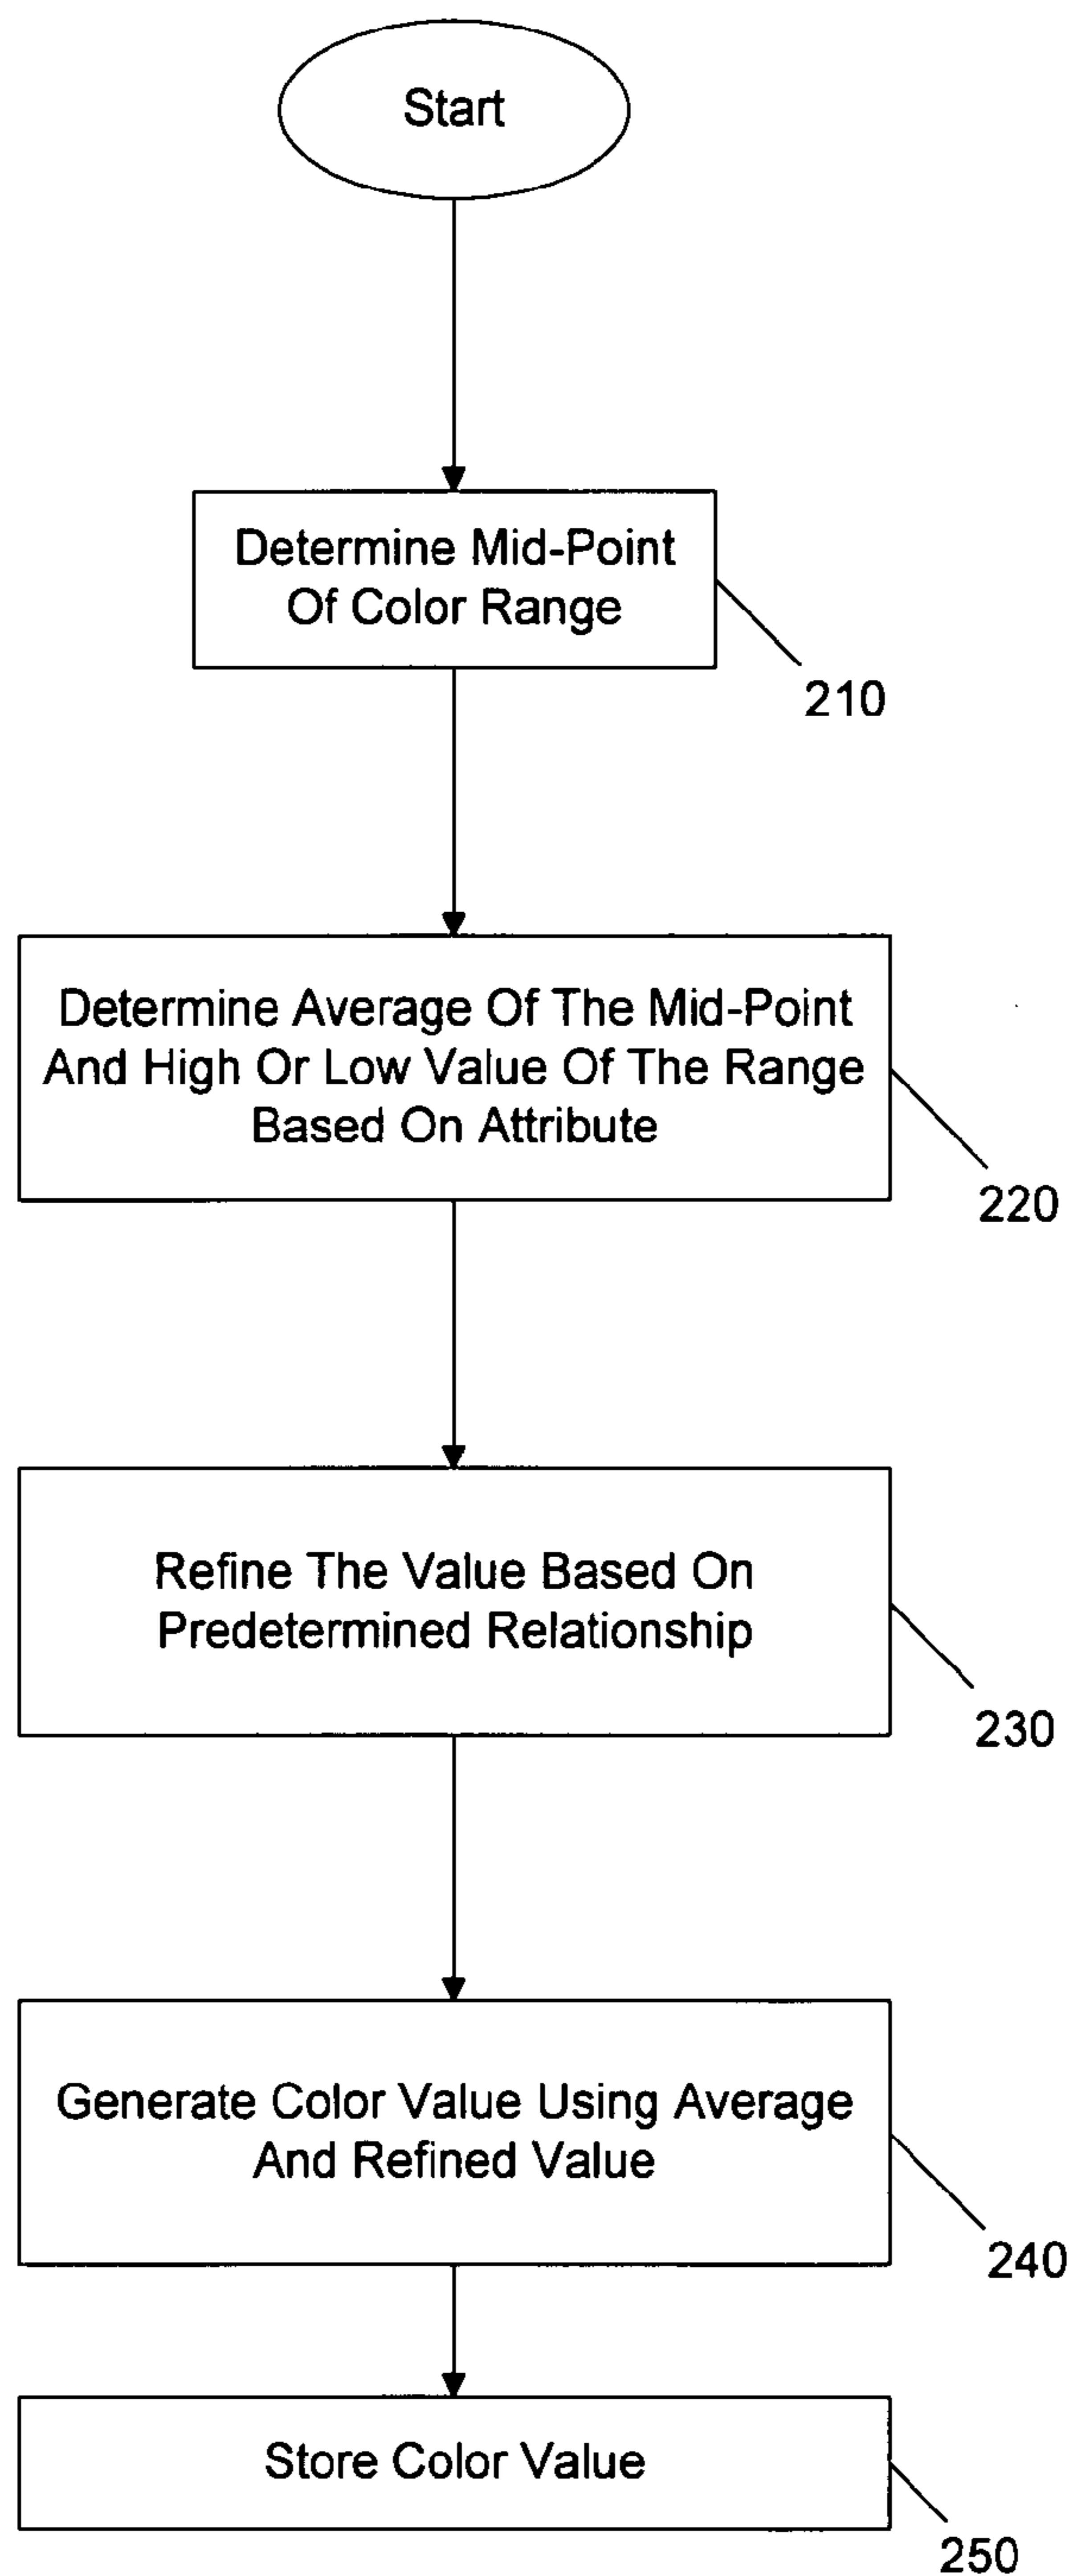 Start
Determine Mid-Point
Of Color Range
210
Determine Average Of The Mid-Point
And High Or Low Value Of The Range
Based On Attribute
220
Refine The Value Based On
Predetermined Relationship
230
Generate Color Value Using Average
And Refined Value
240
Store Color Value
250